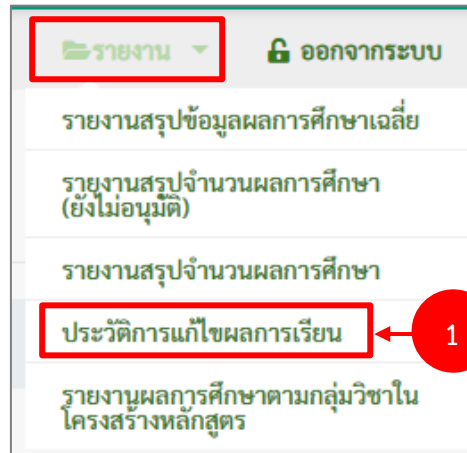 รายงาน
ออกจากระบบ
รายงานสรุปข้อมูลผลการศึกษาเฉลี่ย
รายงานสรุปจำนวนผลการศึกษา
(ยังไม่อนุมัติ)
รายงานสรุปจำนวนผลการศึกษา
ประวัติการแก้ไขผลการเรียน
1
รายงานผลการศึกษาตามกลุ่มวิชาใน
โครงสร้างหลักสูตร